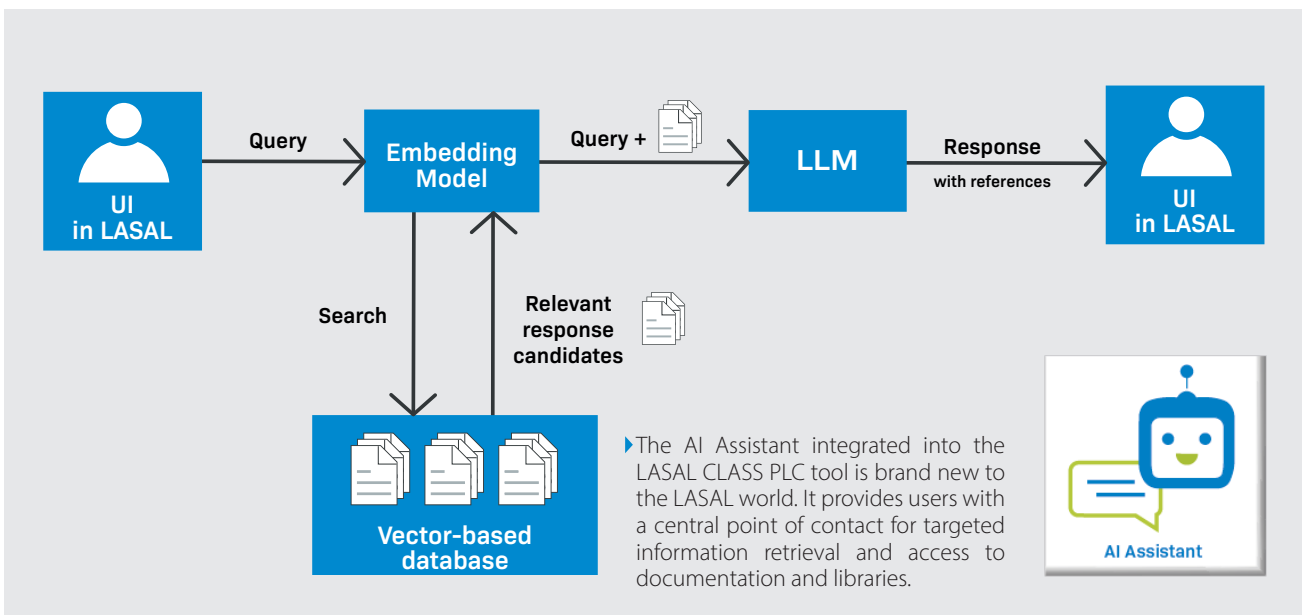 UI
in LASAL
Query
Embedding
Model
Query +
LLM
Response
with references
UI
in LASAL
Search
Relevant
response
candidates
Vector-based
database
The AI Assistant integrated into the
LASAL CLASS PLC tool is brand new to
the LASAL world. It provides users with
a central point of contact for targeted
information retrieval and access to
documentation and libraries.
AI Assistant